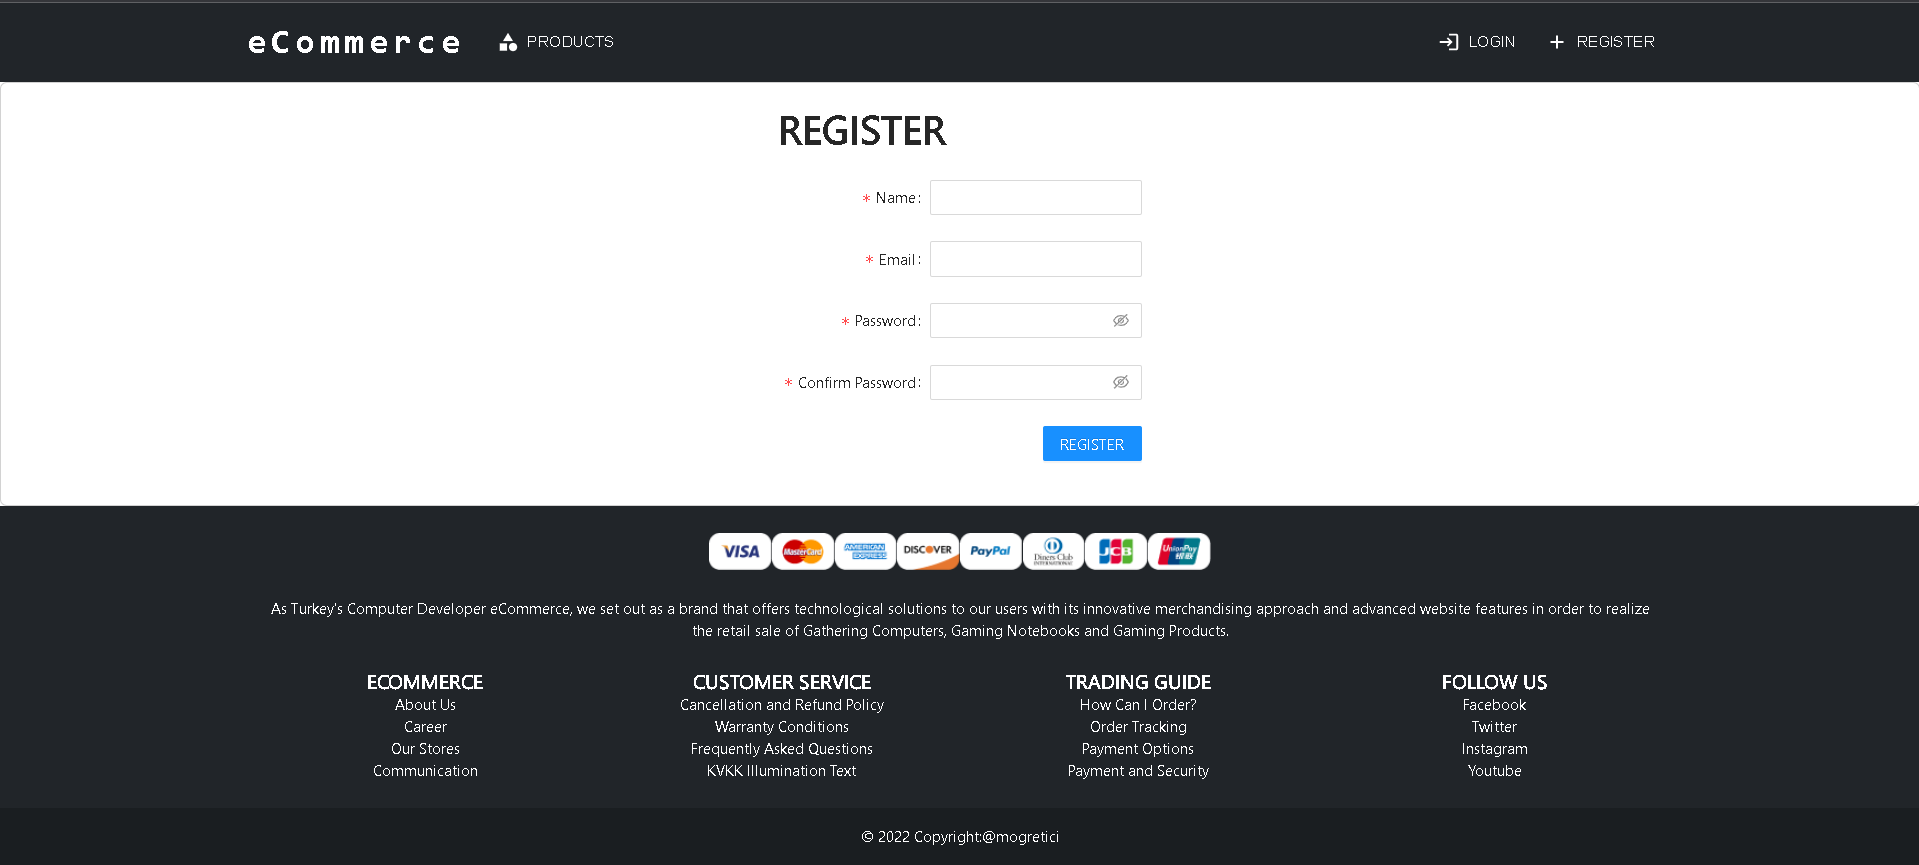 eCommerce PRODUCTS LOGIN REGISTER
REGISTER
* Name:
* Email:
* Password:
* Confirm Password:
REGISTER
VISA MasterCard AMERICAN EXPRESS DISCOVER PayPal Diners Club INTERNATIONAL JCB UnionPay 银联
As Turkey's Computer Developer eCommerce, we set out as a brand that offers technological solutions to our users with its innovative merchandising approach and advanced website features in order to realize
the retail sale of Gathering Computers, Gaming Notebooks and Gaming Products.
ECOMMERCE
About Us
Career
Our Stores
Communication
CUSTOMER SERVICE
Cancellation and Refund Policy
Warranty Conditions
Frequently Asked Questions
KVKK Illumination Text
TRADING GUIDE
How Can I Order?
Order Tracking
Payment Options
Payment and Security
FOLLOW US
Facebook
Twitter
Instagram
Youtube
© 2022 Copyright:@mogretici